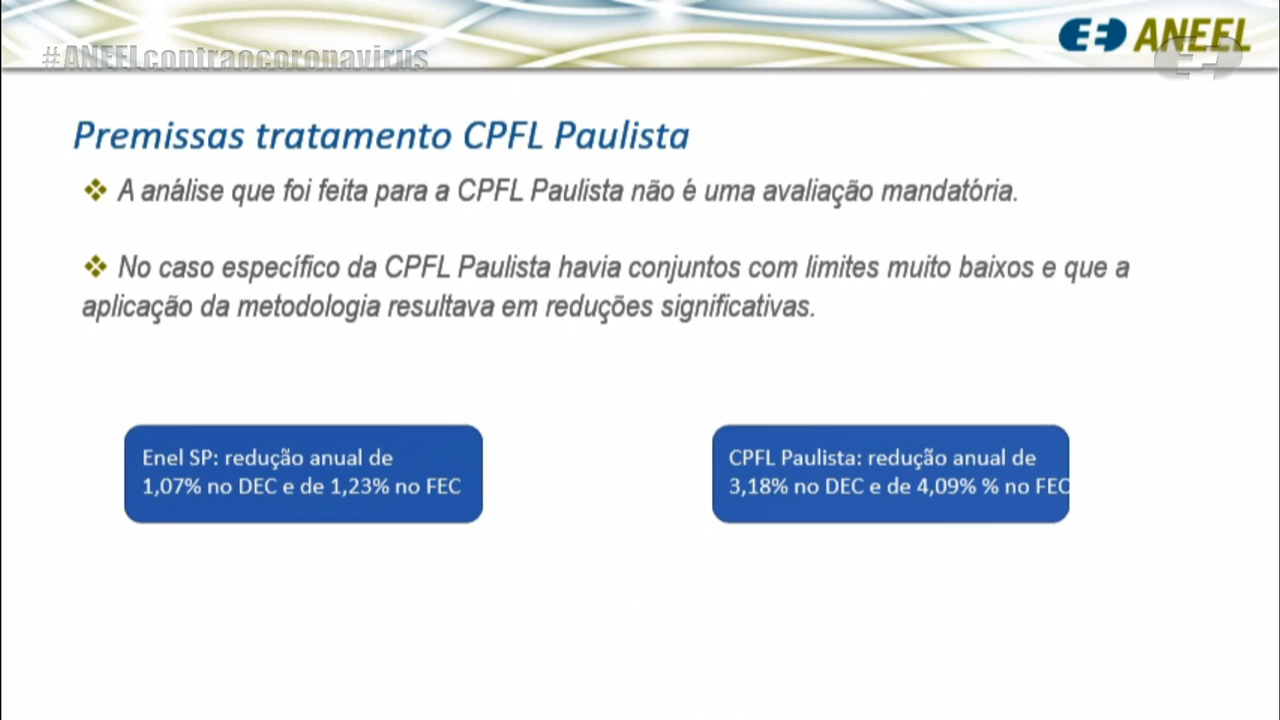 #ANEELcontraocoronavirus
ANEEL
Premissas tratamento CPFL Paulista
A análise que foi feita para a CPFL Paulista não é uma avaliação mandatória.
No caso específico da CPFL Paulista havia conjuntos com limites muito baixos e que a
aplicação da metodologia resultava em reduções significativas.
Enel SP: redução anual de
1,07% no DEC e de 1,23% no FEC
CPFL Paulista: redução anual de
3,18% no DEC e de 4,09% % no FEC